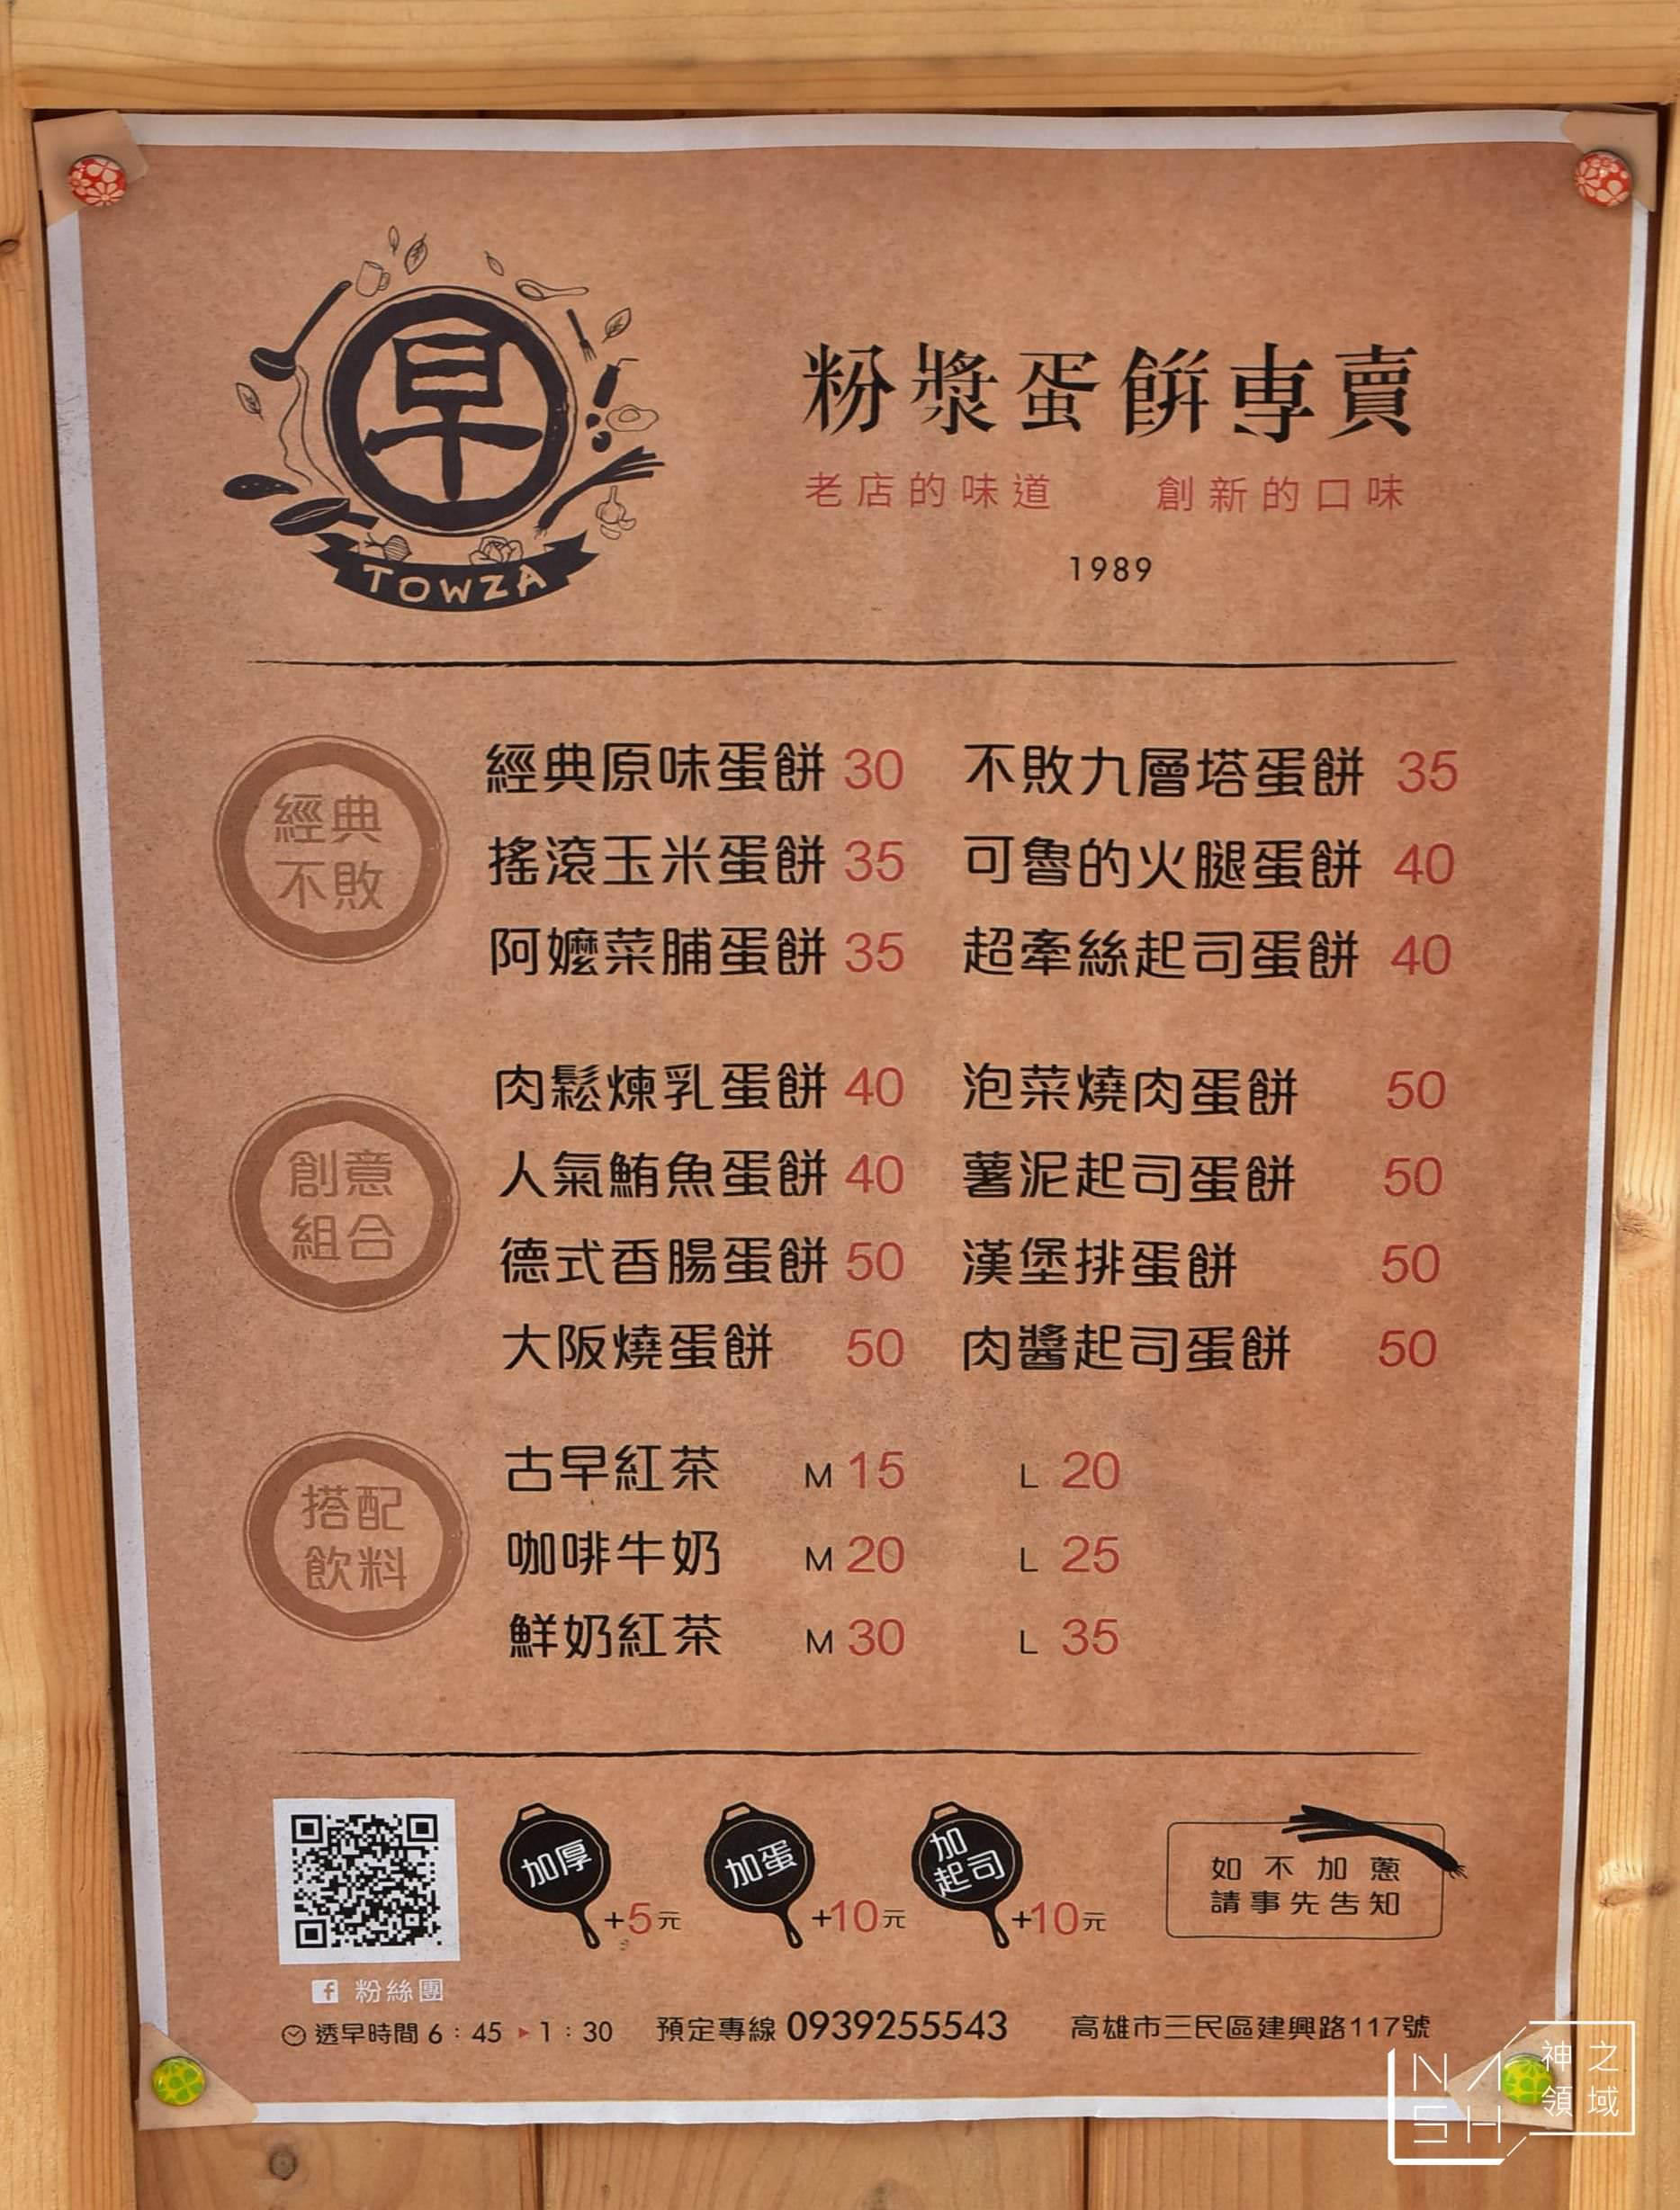 早
TOWZA
粉漿蛋餅專賣
老店的味道 創新的口味
1989
經典
不敗
經典原味蛋餅 30 不敗九層塔蛋餅 35
搖滾玉米蛋餅 35 可魯的火腿蛋餅 40
阿嬤菜脯蛋餅 35 超牽絲起司蛋餅 40
創意
組合
肉鬆煉乳蛋餅 40 泡菜燒肉蛋餅 50
人氣鮪魚蛋餅 40 薯泥起司蛋餅 50
德式香腸蛋餅 50 漢堡排蛋餅 50
大阪燒蛋餅 50 肉醬起司蛋餅 50
搭配
飲料
古早紅茶 M 15 L 20
咖啡牛奶 M 20 L 25
鮮奶紅茶 M 30 L 35
加厚 +5元
加蛋 +10元
加
起司 +10元
如不加蔥
請事先告知
f 粉絲團
透早時間 6：45 ▸ 1：30 預定專線 0939255543 高雄市三民區建興路117號
NASH
神之
領域